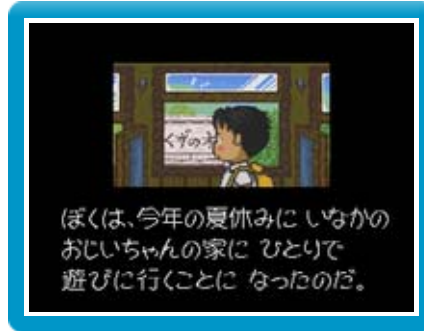 くずのオ
ぼくは、今年の夏休みに いなかの
おじいちゃんの家に ひとりで
遊びに行くことに なったのだ。